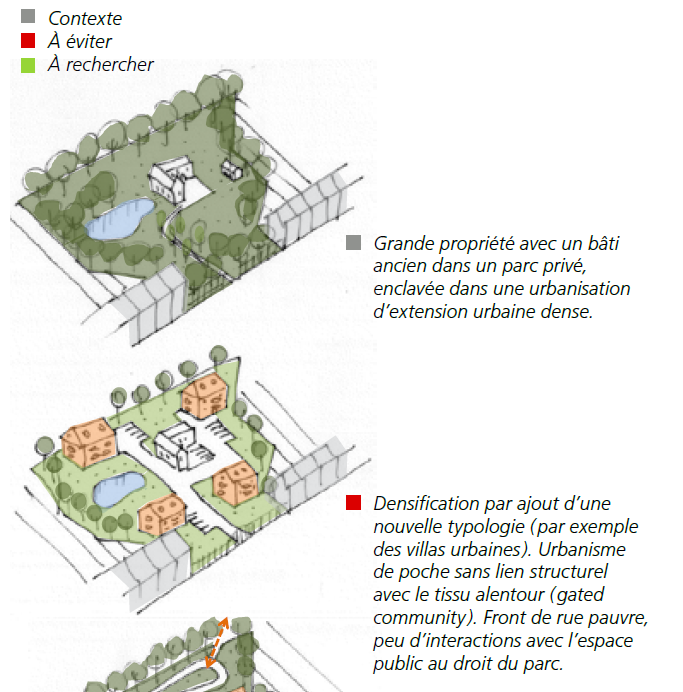 Contexte
À éviter
À rechercher
Grande propriété avec un bâti
ancien dans un parc privé,
enclavée dans une urbanisation
d’extension urbaine dense.
Densification par ajout d’une
nouvelle typologie (par exemple
des villas urbaines). Urbanisme
de poche sans lien structurel
avec le tissu alentour (gated
community). Front de rue pauvre,
peu d’interactions avec l’espace
public au droit du parc.